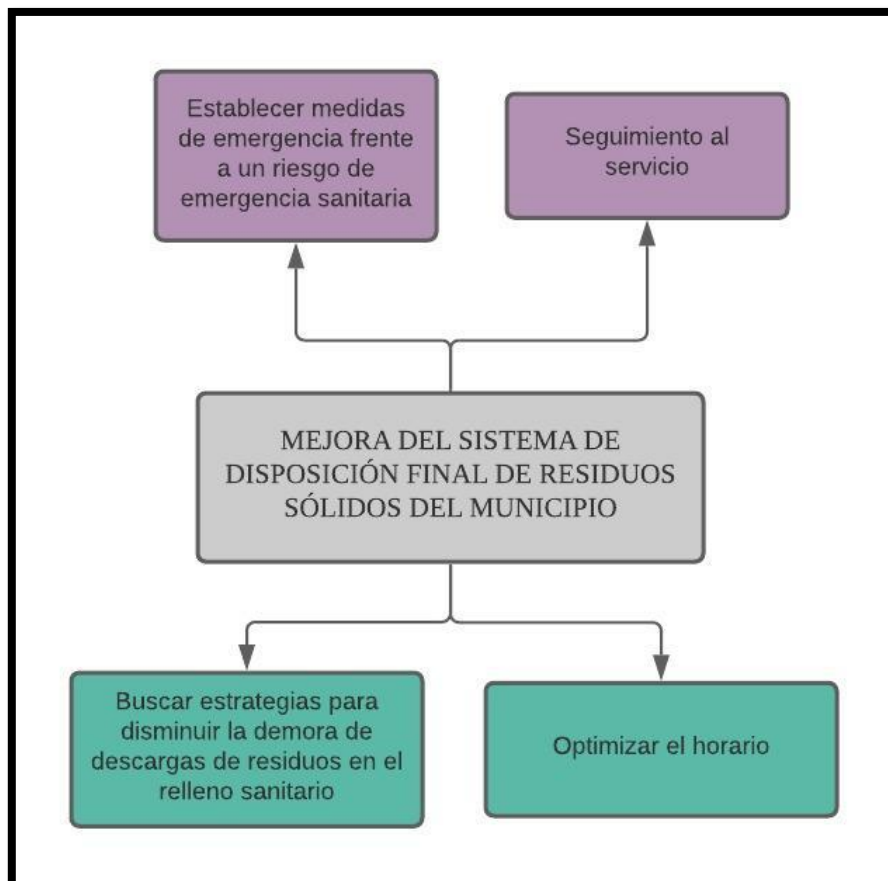 Establecer medidas
de emergencia frente
a un riesgo de
emergencia sanitaria
Seguimiento al
servicio
MEJORA DEL SISTEMA DE
DISPOSICIÓN FINAL DE RESIDUOS
SÓLIDOS DEL MUNICIPIO
Buscar estrategias para
disminuir la demora de
descargas de residuos en el
relleno sanitario
Optimizar el horario